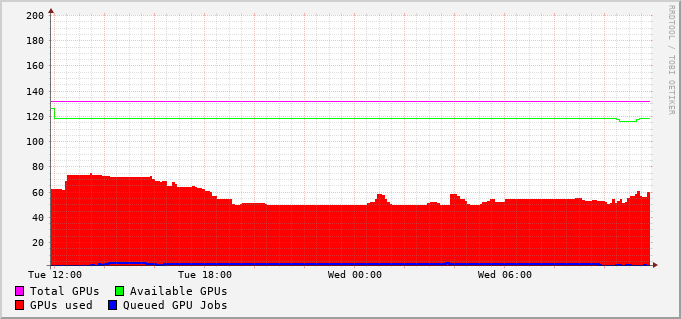 200
180
160
140
120
100
80
60
40
20
Tue 12:00 Tue 18:00 Wed 00:00 Wed 06:00
Total GPUs Available GPUs
GPUs used Queued GPU Jobs
RRDTOOL / TOBI OETIKER